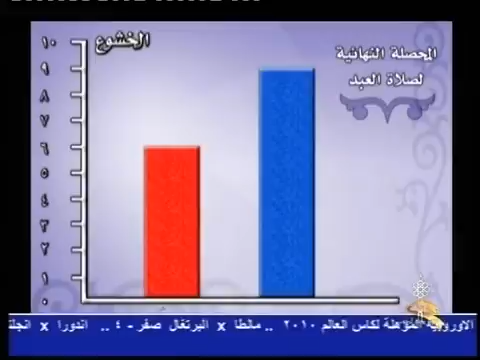 المحصلة النهائية
لصلاة العبد
الخشوع
١٠
٩
٨
٧
٦
٥
٤
٣
٢
١
٠
الاوروبية المؤهلة لكاس العالم ٢٠١٠ .. مالطا x البرتغال صفر - ٤ .. اندورا x انجلت